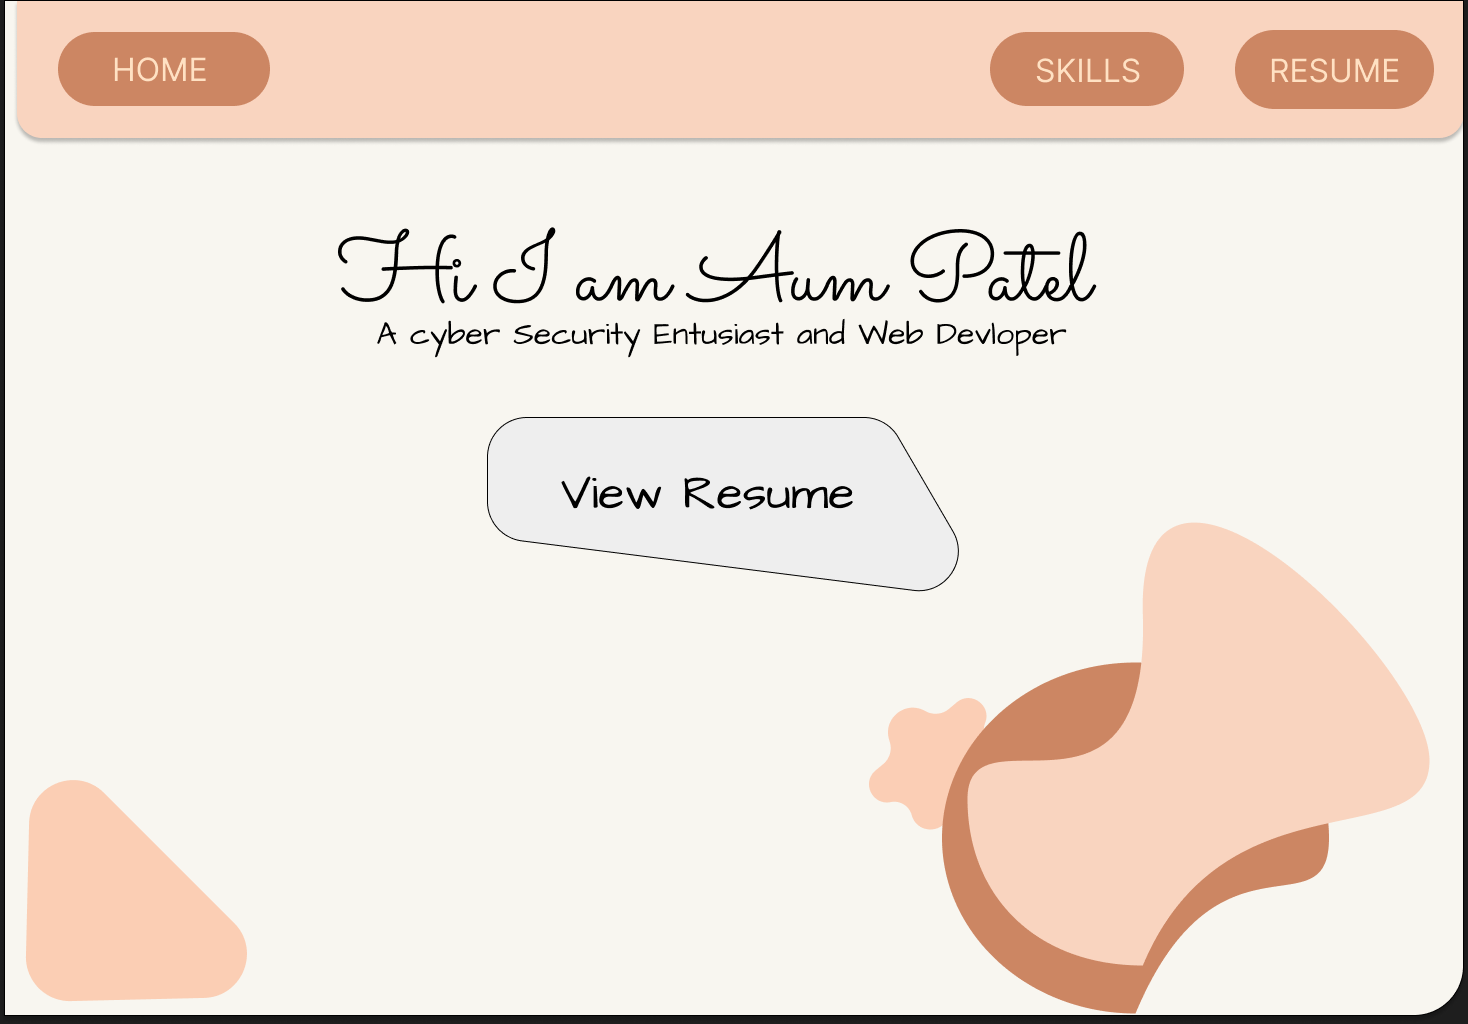 HOME SKILLS RESUME
Hi I am Aum Patel
A cyber Security Entusiast and Web Devloper
View Resume